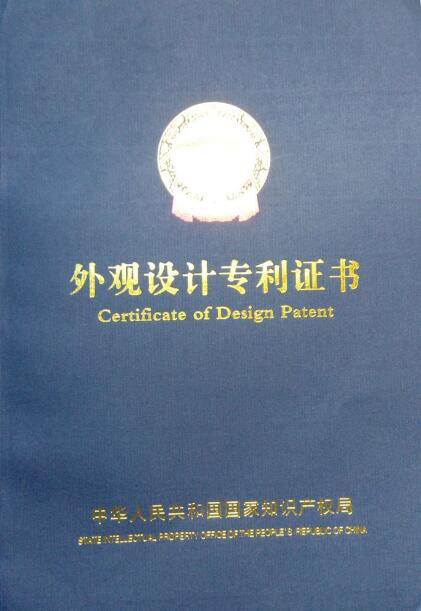 外观设计专利证书
Certificate of Design Patent
中华人民共和国国家知识产权局
STATE INTELLECTUAL PROPERTY OFFICE OF THE PEOPLE'S REPUBLIC OF CHINA